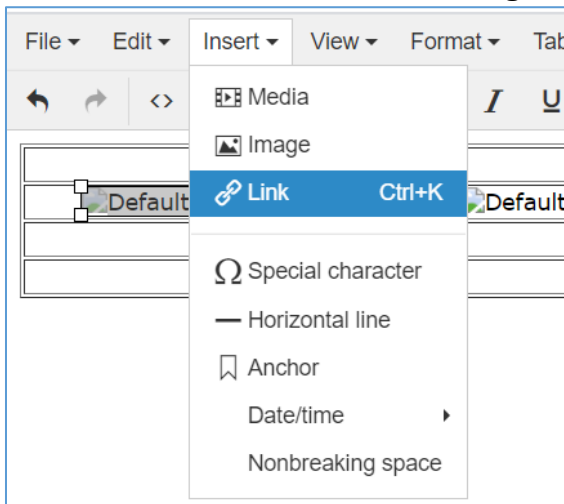 File Edit Insert View Format Tab
<> I U
Media
Image
Link Ctrl+K
Default
Default
Special character
Horizontal line
Anchor
Date/time
Nonbreaking space